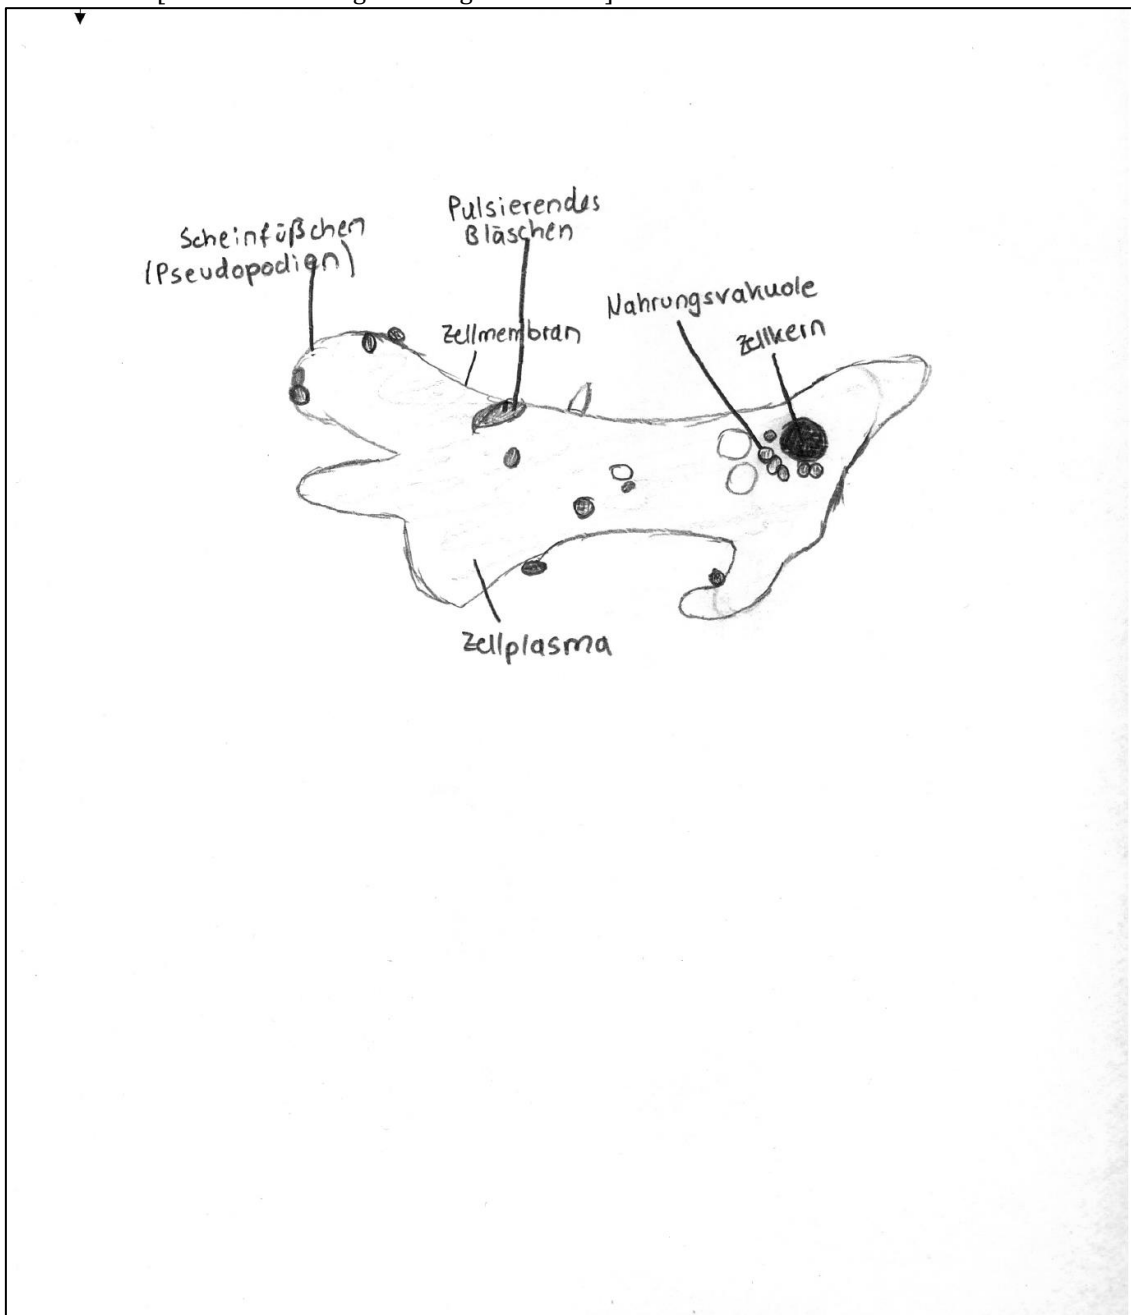 Scheinfüßchen
(Pseudopodien)
Pulsierendes
Bläschen
Zellmembran
Nahrungsvakuole
Zellkern
Zellplasma